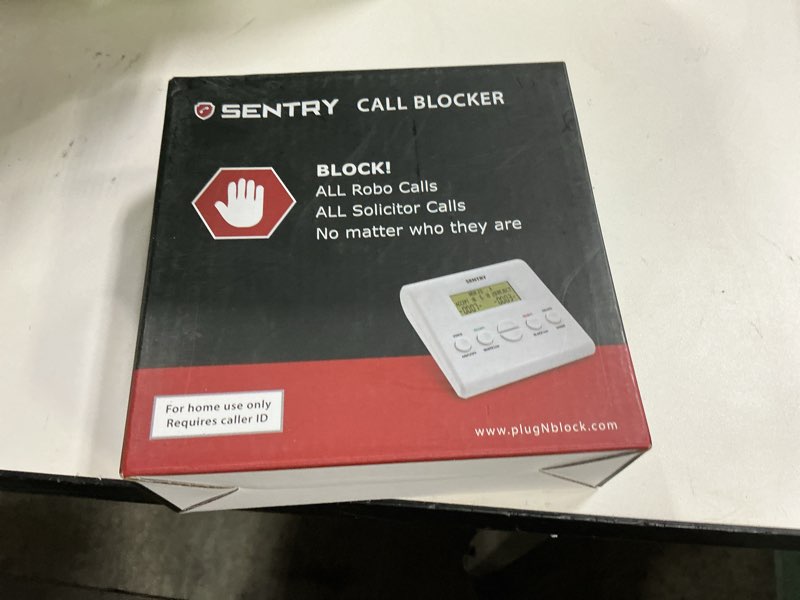 SENTRY CALL BLOCKER
BLOCK!
ALL Robo Calls
ALL Solicitor Calls
No matter who they are
SENTRY
For home use only
Requires caller ID
www.plugNblock.com